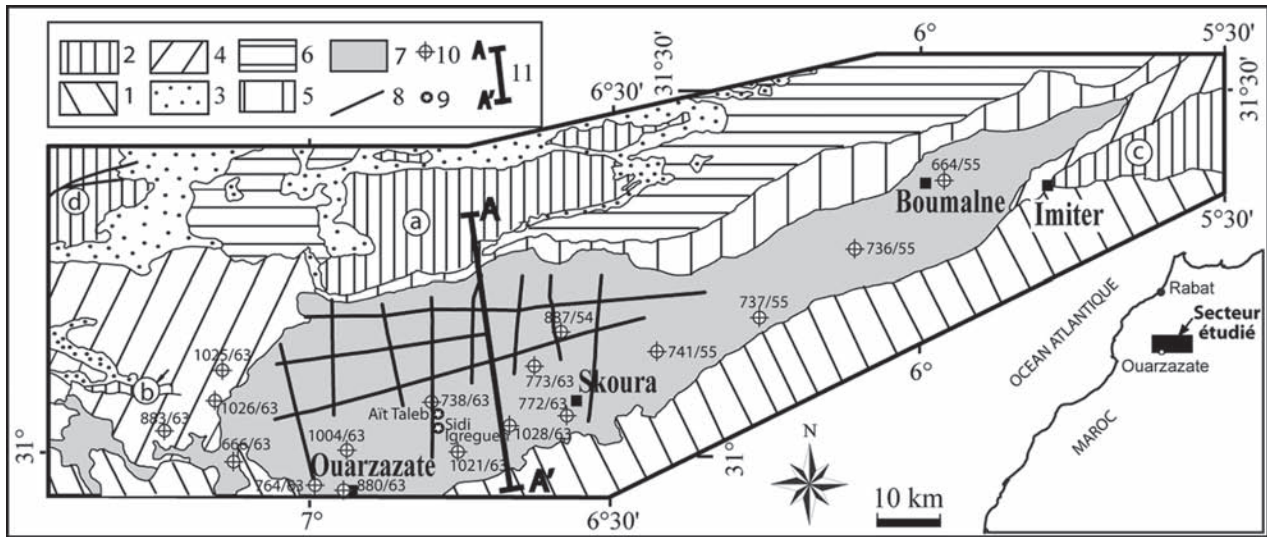 2 4 6 7 10 A 11
1 3 5 8 9 A'
6°30'
31°30'
6°
5°30'
31°30'
d
a
A
664/55
Boumalne
c
Imiter
5°30'
736/55
737/55
887/54
741/55
1025/63
773/63
Skoura
b
1026/63
738/63
772/63
Aït Taleb
Sidi
Igreguen
883/63
1028/63
31°
666/63
1004/63
1021/63
Ouarzazate
764/63
880/63
A'
31°
7°
6°30'
6°
N
10 km
OCEAN ATLANTIQUE
MAROC
Rabat
Secteur
étudié
Ouarzazate